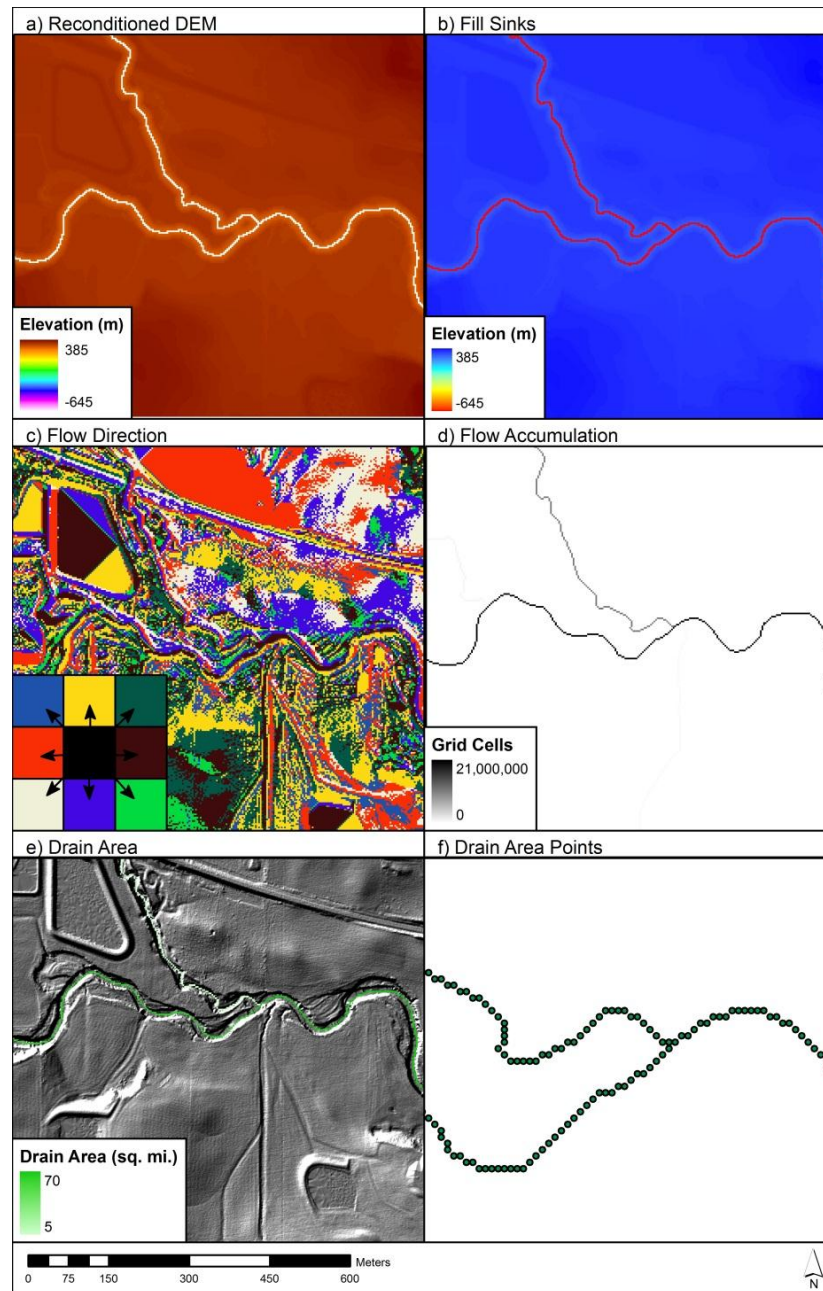 a) Reconditioned DEM
b) Fill Sinks
Elevation (m)
385
-645
Elevation (m)
385
-645
c) Flow Direction
d) Flow Accumulation
Grid Cells
21,000,000
0
e) Drain Area
f) Drain Area Points
Drain Area (sq. mi.)
70
5
Meters
0 75 150 300 450 600
N